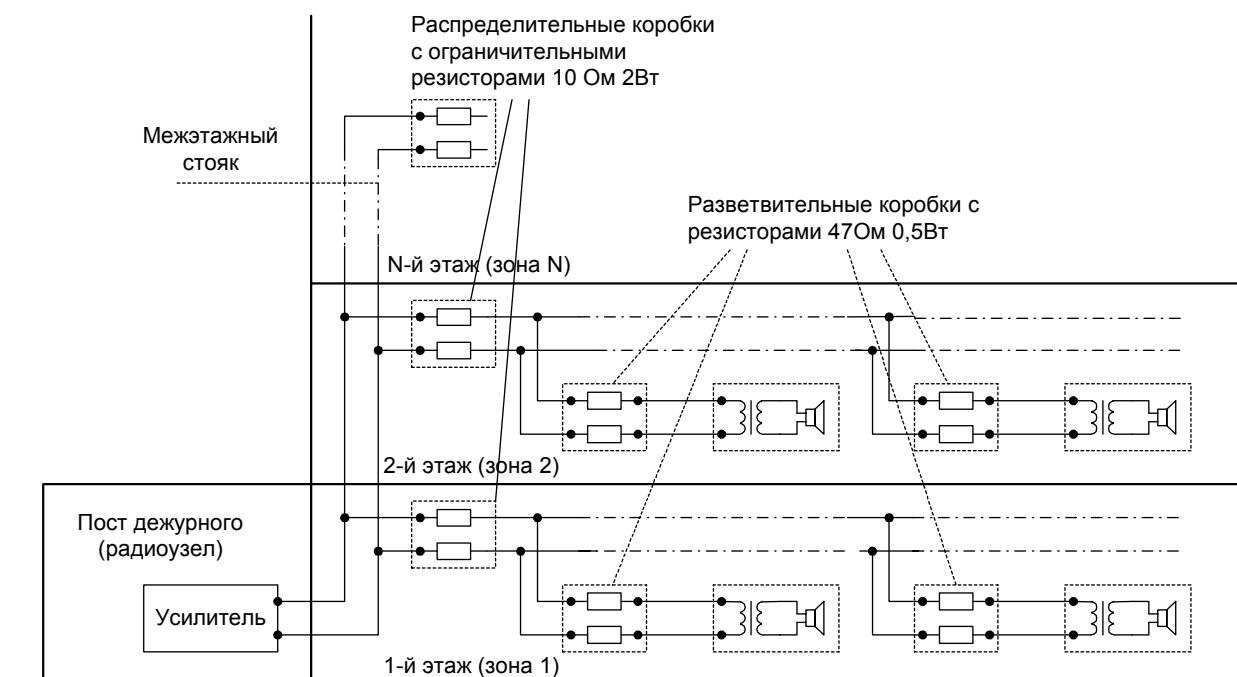 Распределительные коробки
с ограничительными
резисторами 10 Ом 2Вт
Межэтажный
стояк
Разветвительные коробки с
резисторами 47Ом 0,5Вт
N-й этаж (зона N)
2-й этаж (зона 2)
Пост дежурного
(радиоузел)
Усилитель
1-й этаж (зона 1)